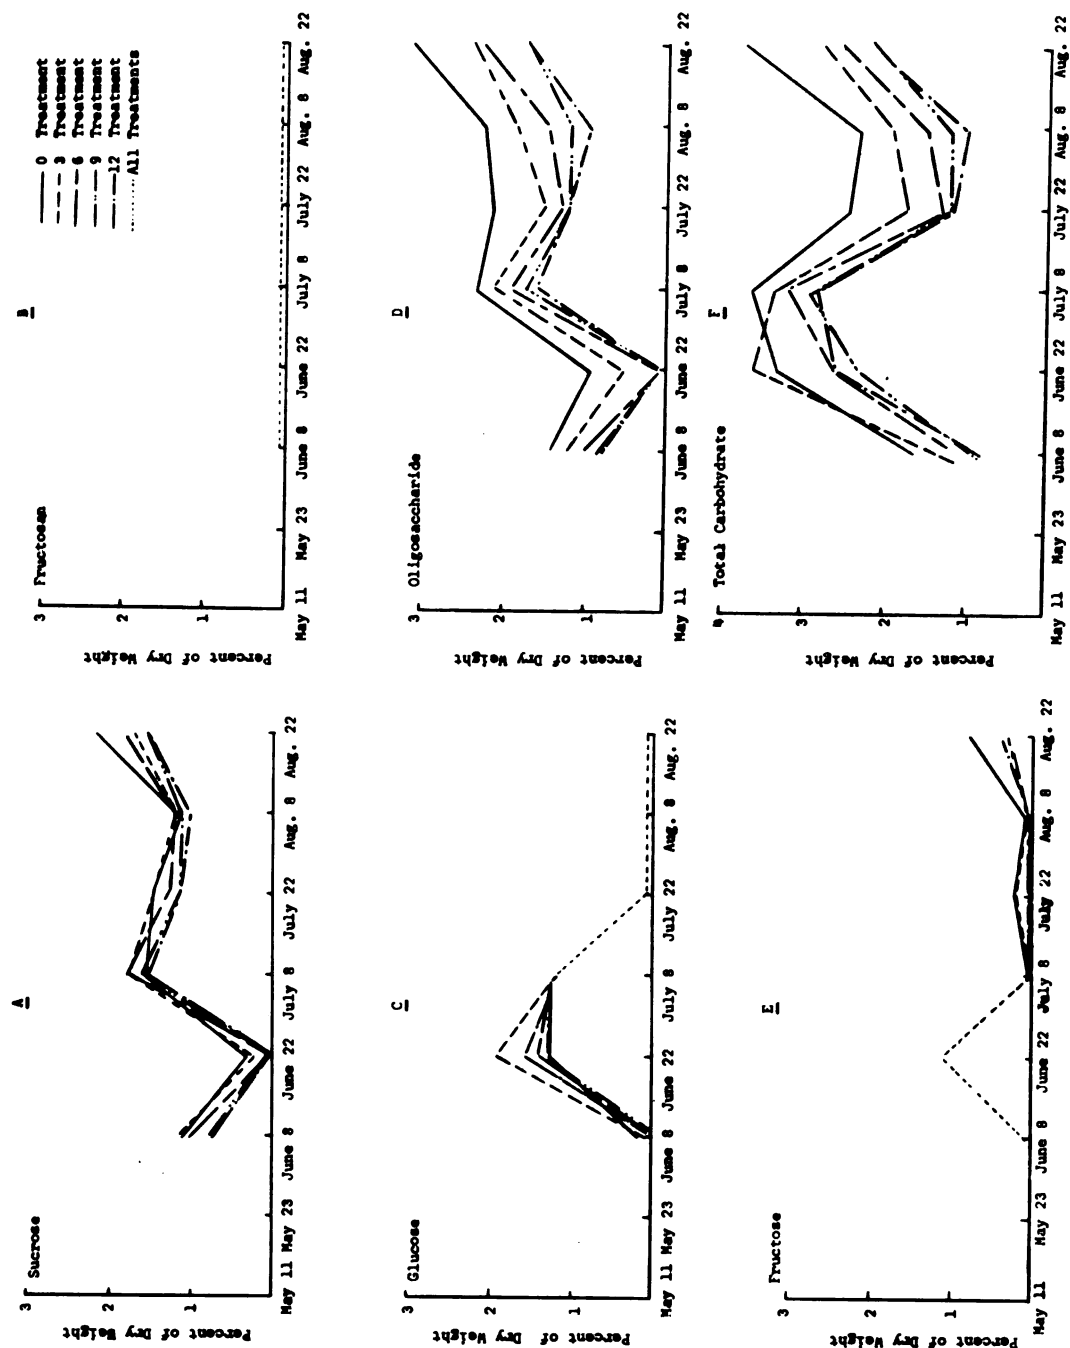 A
Sucrose
3
2
1
Percent of Dry Weight
May 11 May 23 June 8 June 22 July 8 July 22 Aug. 8 Aug. 22
B
Fructosan
3
2
1
Percent of Dry Weight
May 11 May 23 June 8 June 22 July 8 July 22 Aug. 8 Aug. 22
0 Treatment
3 Treatment
6 Treatment
9 Treatment
12 Treatment
All Treatments
C
Glucose
3
2
1
Percent of Dry Weight
May 11 May 23 June 8 June 22 July 8 July 22 Aug. 8 Aug. 22
D
Oligosaccharide
3
2
1
Percent of Dry Weight
May 11 May 23 June 8 June 22 July 8 July 22 Aug. 8 Aug. 22
E
Fructose
3
2
1
Percent of Dry Weight
May 11 May 23 June 8 June 22 July 8 July 22 Aug. 8 Aug. 22
F
Total Carbohydrate
4
3
2
1
Percent of Dry Weight
May 11 May 23 June 8 June 22 July 8 July 22 Aug. 8 Aug. 22